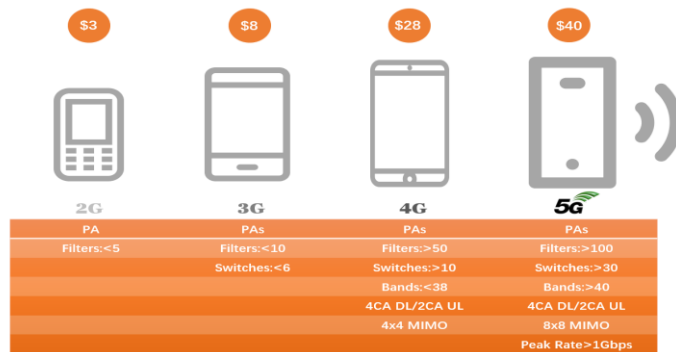 $3 $8 $28 $40
2G 3G 4G 5G
PA PAs PAs PAs
Filters:<5 Filters:<10 Filters:>50 Filters:>100
Switches:<6 Switches:>10 Switches:>30
Bands:<38 Bands:>40
4CA DL/2CA UL 4CA DL/2CA UL
4x4 MIMO 8x8 MIMO
Peak Rate>1Gbps